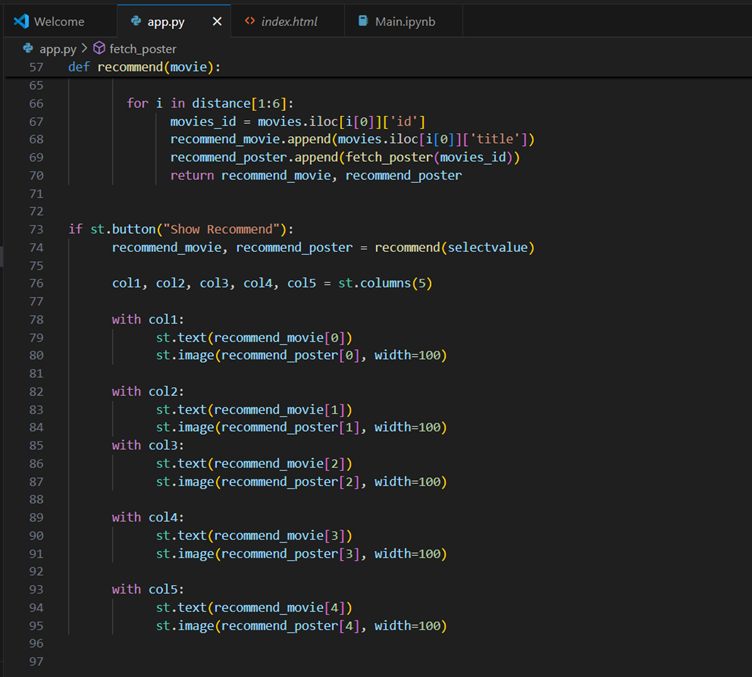 Welcome
app.py
index.html
Main.ipynb
app.py > fetch_poster
57 def recommend(movie):
65
66 for i in distance[1:6]:
67 movies_id = movies.iloc[i[0]]['id']
68 recommend_movie.append(movies.iloc[i[0]]['title'])
69 recommend_poster.append(fetch_poster(movies_id))
70 return recommend_movie, recommend_poster
71
72
73 if st.button("Show Recommend"):
74 recommend_movie, recommend_poster = recommend(selectvalue)
75
76 col1, col2, col3, col4, col5 = st.columns(5)
77
78 with col1:
79 st.text(recommend_movie[0])
80 st.image(recommend_poster[0], width=100)
81
82 with col2:
83 st.text(recommend_movie[1])
84 st.image(recommend_poster[1], width=100)
85 with col3:
86 st.text(recommend_movie[2])
87 st.image(recommend_poster[2], width=100)
88
89 with col4:
90 st.text(recommend_movie[3])
91 st.image(recommend_poster[3], width=100)
92
93 with col5:
94 st.text(recommend_movie[4])
95 st.image(recommend_poster[4], width=100)
96
97